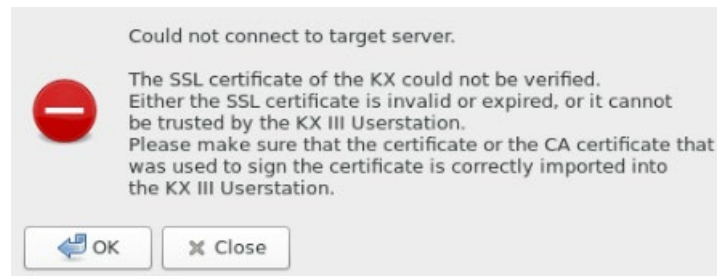 Could not connect to target server.
The SSL certificate of the KX could not be verified.
Either the SSL certificate is invalid or expired, or it cannot
be trusted by the KX III Userstation.
Please make sure that the certificate or the CA certificate that
was used to sign the certificate is correctly imported into
the KX III Userstation.
OK
Close